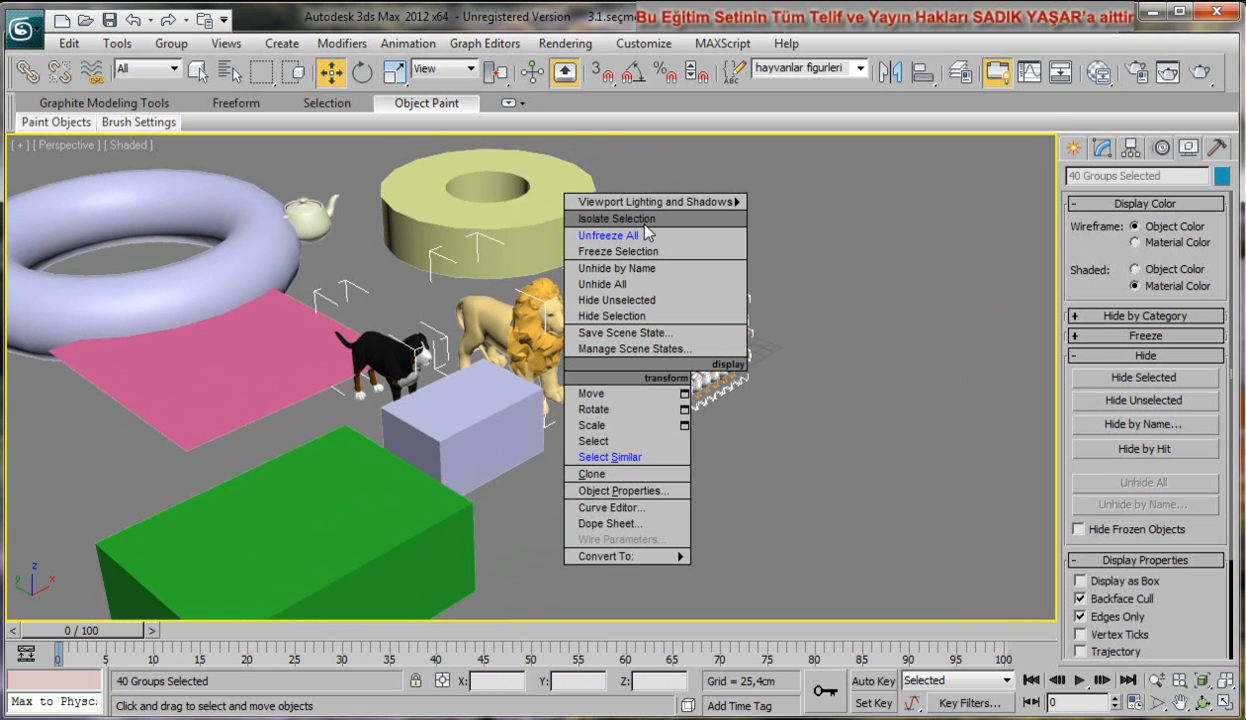 Autodesk 3ds Max 2012 x64 - Unregistered Version 3.1.seçm
Bu Eğitim Setinin Tüm Telif ve Yayın Hakları SADIK YAŞAR'a aittir
Edit Tools Group Views Create Modifiers Animation Graph Editors Rendering Customize MAXScript Help
All View 3 ABC hayvanlar figurleri
Graphite Modeling Tools Freeform Selection Object Paint
Paint Objects Brush Settings
[ + ] [ Perspective ] [ Shaded ]
Viewport Lighting and Shadows
Isolate Selection
Unfreeze All
Freeze Selection
Unhide by Name
Unhide All
Hide Unselected
Hide Selection
Save Scene State...
Manage Scene States...
display
transform
Move
Rotate
Scale
Select
Select Similar
Clone
Object Properties...
Curve Editor...
Dope Sheet...
Wire Parameters...
Convert To:
z
y x
40 Groups Selected
- Display Color
Wireframe: Object Color
Material Color
Shaded: Object Color
Material Color
+ Hide by Category
+ Freeze
- Hide
Hide Selected
Hide Unselected
Hide by Name...
Hide by Hit
Unhide All
Unhide by Name...
Hide Frozen Objects
- Display Properties
Display as Box
Backface Cull
Edges Only
Vertex Ticks
Trajectory
< 0 / 100 >
0 5 10 15 20 25 30 35 40 45 50 55 60 65 70 75 80 85 90 95 100
40 Groups Selected X: Y: Z: Grid = 25,4cm Auto Key Selected
Max to Physc: Click and drag to select and move objects Add Time Tag Set Key Key Filters... 0